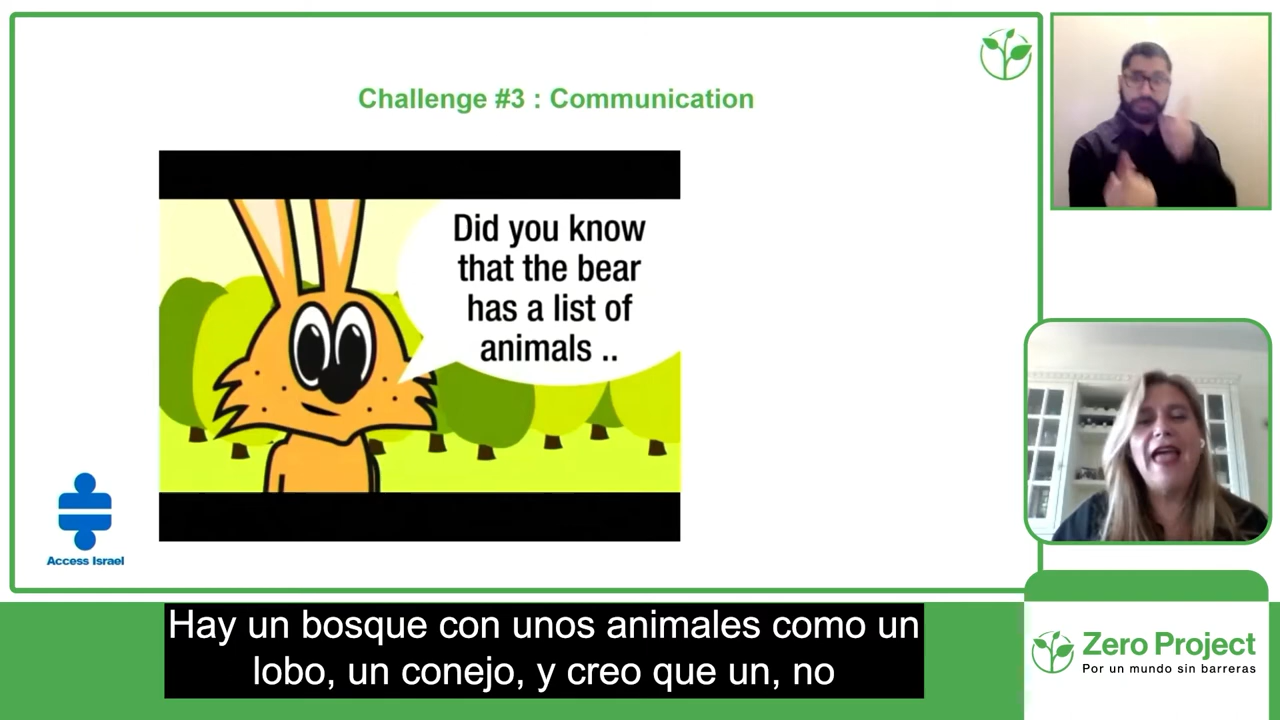 Challenge #3 : Communication
Did you know
that the bear
has a list of
animals ..
Access Israel
Hay un bosque con unos animales como un
lobo, un conejo, y creo que un, no
Zero Project
Por un mundo sin barreras